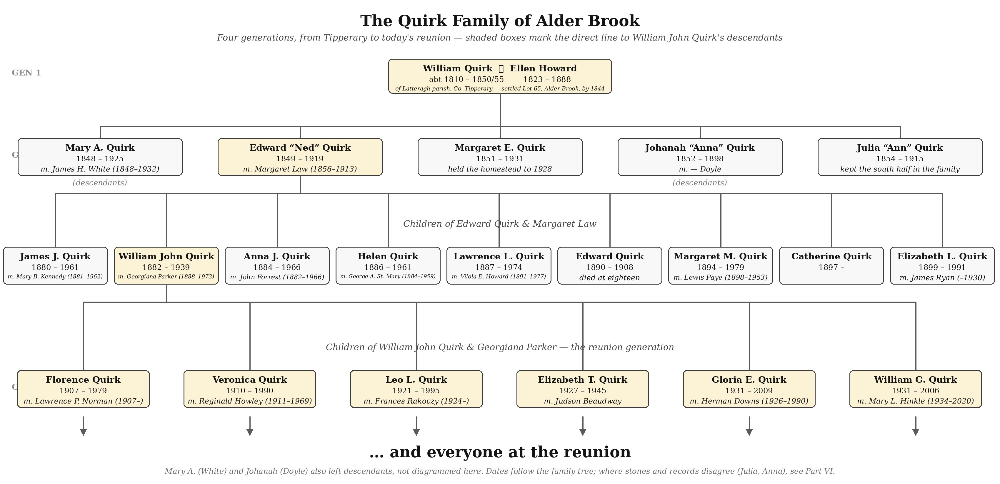 The Quirk Family of Alder Brook
Four generations, from Tipperary to today's reunion — shaded boxes mark the direct line to William John Quirk's descendants
GEN 1
William Quirk Ellen Howard
abt 1810 – 1850/55 1823 – 1888
of Latteragh parish, Co. Tipperary — settled Lot 65, Alder Brook, by 1844
Mary A. Quirk
1848 – 1925
m. James H. White (1848–1932)
(descendants)
Edward “Ned” Quirk
1849 – 1919
m. Margaret Law (1856–1913)
Margaret E. Quirk
1851 – 1931
held the homestead to 1928
Johanah “Anna” Quirk
1852 – 1898
m. — Doyle
(descendants)
Julia “Ann” Quirk
1854 – 1915
kept the south half in the family
Children of Edward Quirk & Margaret Law
James J. Quirk
1880 – 1961
m. Mary B. Kennedy (1881–1962)
William John Quirk
1882 – 1939
m. Georgiana Parker (1888–1973)
Anna J. Quirk
1884 – 1966
m. John Forrest (1882–1966)
Helen Quirk
1886 – 1961
m. George A. St. Mary (1884–1959)
Lawrence L. Quirk
1887 – 1974
m. Vilola E. Howard (1891–1977)
Edward Quirk
1890 – 1908
died at eighteen
Margaret M. Quirk
1894 – 1979
m. Lewis Paye (1898–1953)
Catherine Quirk
1897 –
Elizabeth L. Quirk
1899 – 1991
m. James Ryan (–1930)
Children of William John Quirk & Georgiana Parker — the reunion generation
Florence Quirk
1907 – 1979
m. Lawrence P. Norman (1907–)
Veronica Quirk
1910 – 1990
m. Reginald Howley (1911–1969)
Leo L. Quirk
1921 – 1995
m. Frances Rakoczy (1924–)
Elizabeth T. Quirk
1927 – 1945
m. Judson Beaudway
Gloria E. Quirk
1931 – 2009
m. Herman Downs (1926–1990)
William G. Quirk
1931 – 2006
m. Mary L. Hinkle (1934–2020)
... and everyone at the reunion
Mary A. (White) and Johanah (Doyle) also left descendants, not diagrammed here. Dates follow the family tree; where stones and records disagree (Julia, Anna), see Part VI.